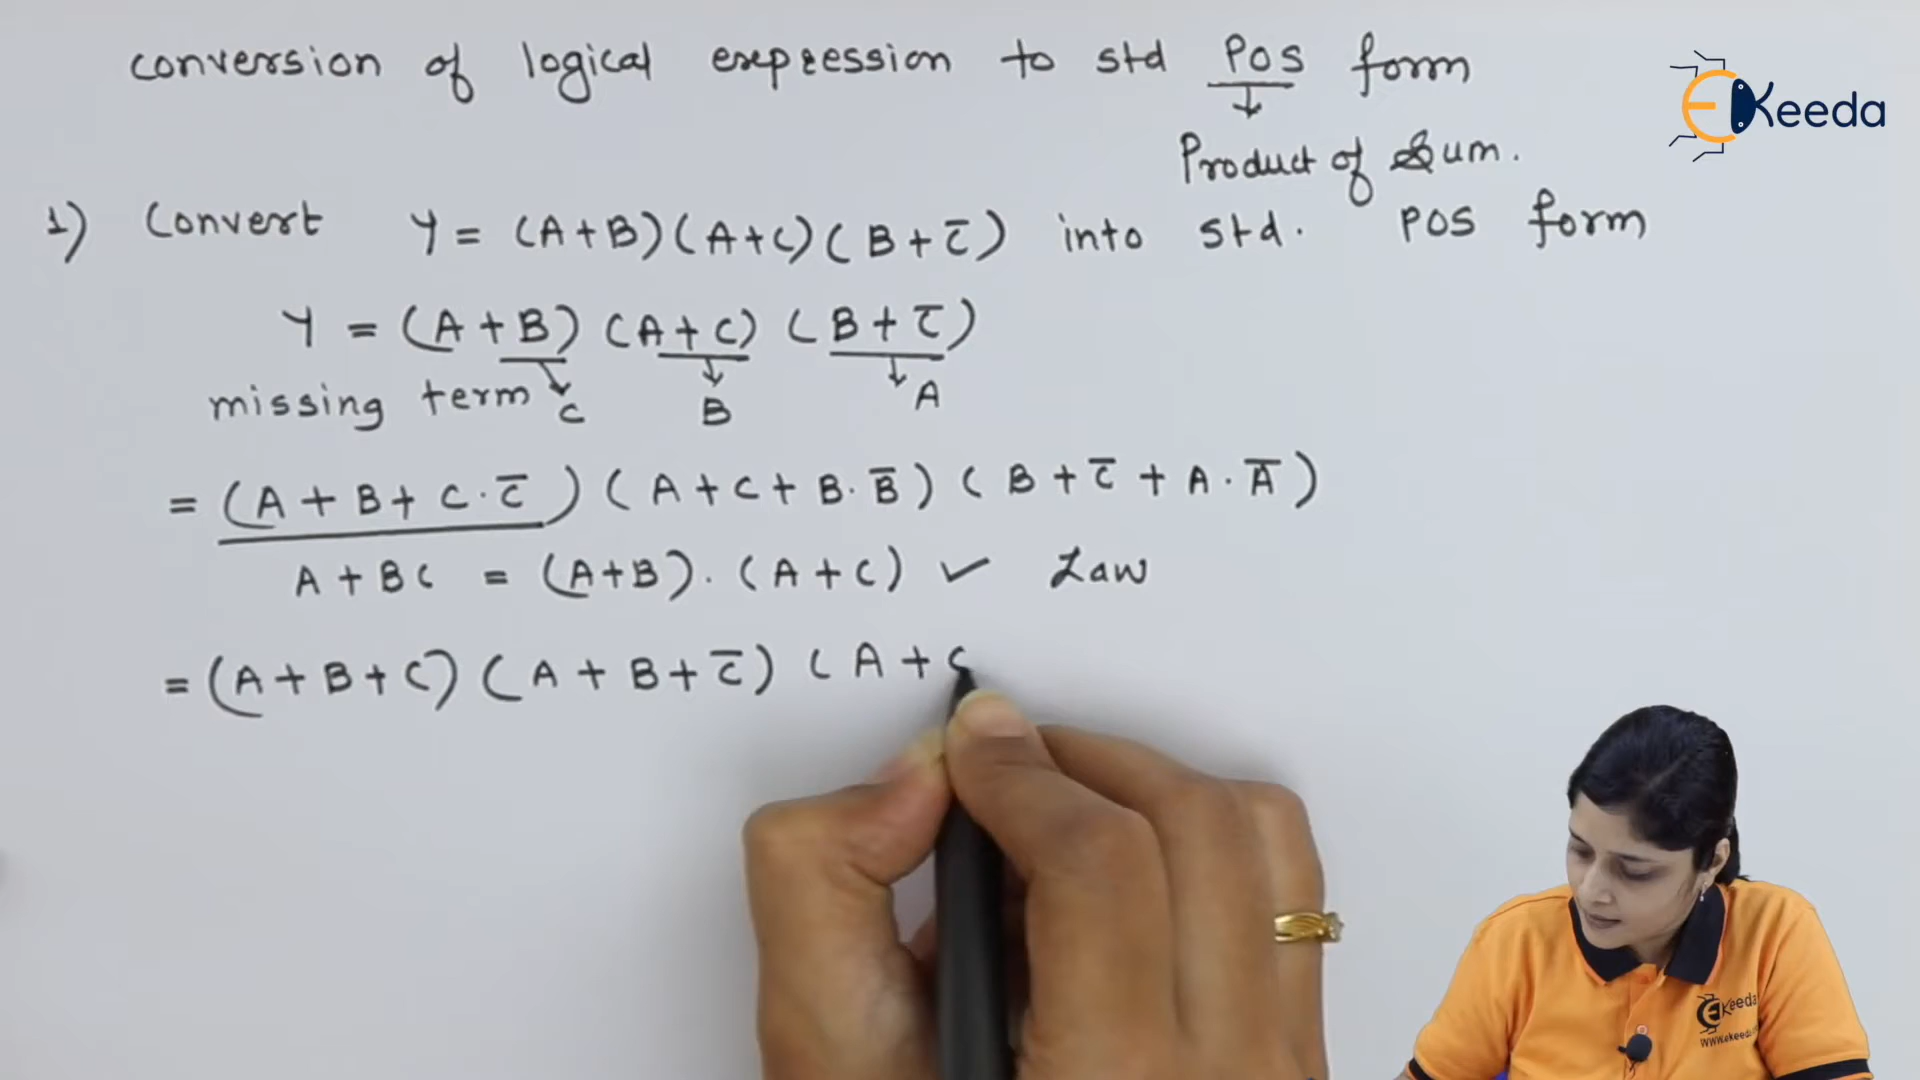 conversion of logical expression to std POS form
EKeeda
Product of Sum.
1) Convert Y = (A+B)(A+C)(B+C̅) into std. POS form
Y = (A+B) (A+C) (B+C̅)
missing term C B A
= (A+B+C·C̅) (A+C+B·B̅) (B+C̅+A·A̅)
A+BC = (A+B)·(A+C) ✓ Law
= (A+B+C) (A+B+C̅) (A+C
EKeeda